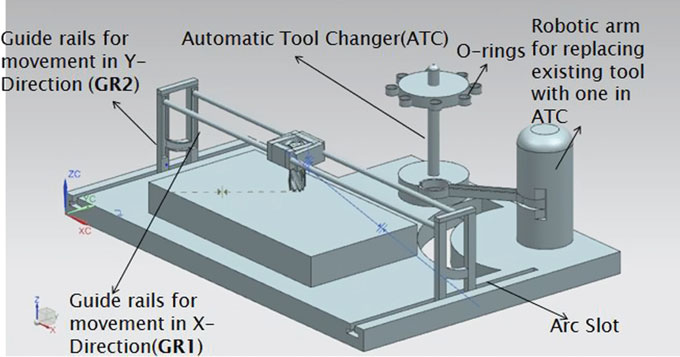 Guide rails for
movement in Y-
Direction (GR2)
Automatic Tool Changer(ATC)
O-rings
Robotic arm
for replacing
existing tool
with one in
ATC
ZC
YC
XC
Guide rails for
movement in X-
Direction(GR1)
Arc Slot
Z
X